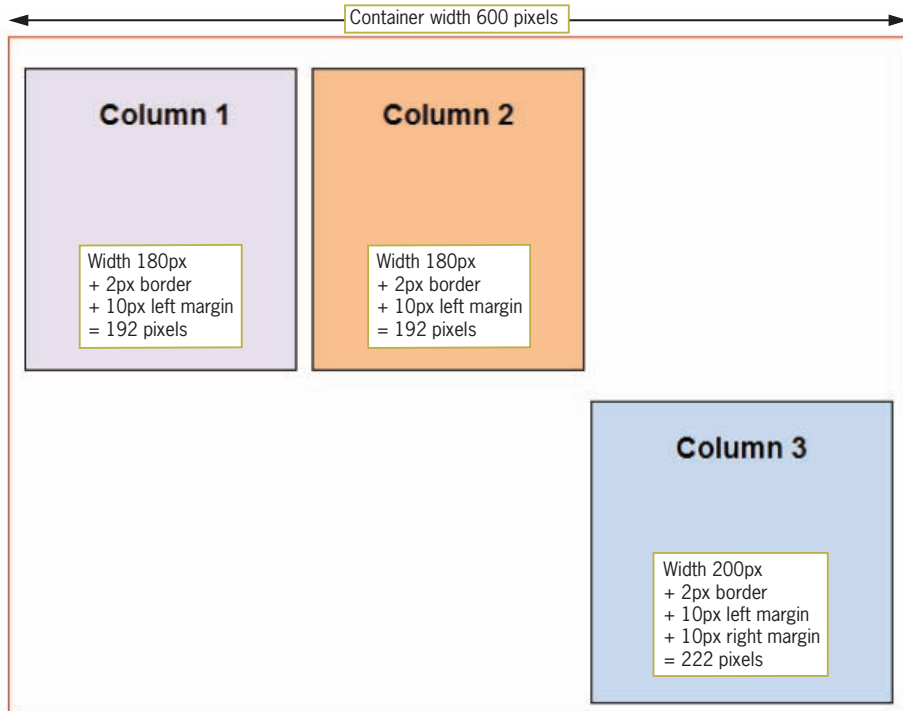 Container width 600 pixels
Column 1
Width 180px
+ 2px border
+ 10px left margin
= 192 pixels
Column 2
Width 180px
+ 2px border
+ 10px left margin
= 192 pixels
Column 3
Width 200px
+ 2px border
+ 10px left margin
+ 10px right margin
= 222 pixels